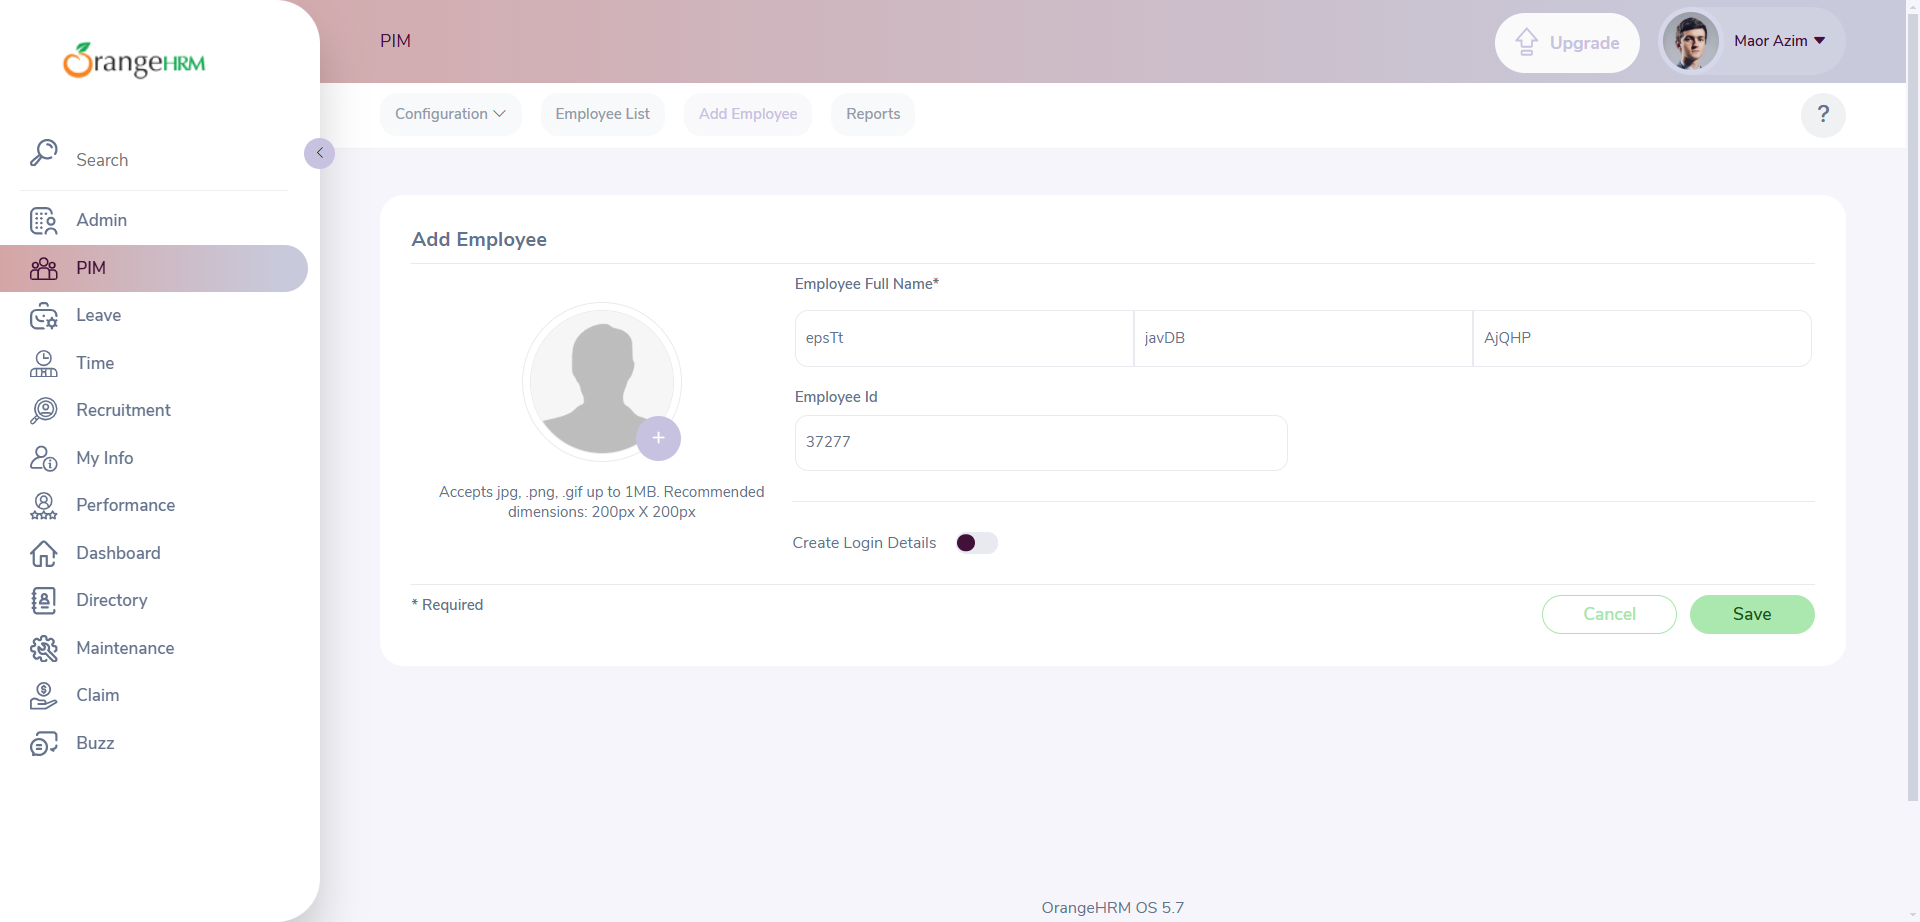 OrangeHRM
Search
Admin
PIM
Leave
Time
Recruitment
My Info
Performance
Dashboard
Directory
Maintenance
Claim
Buzz
PIM
Upgrade
Maor Azim
Configuration
Employee List
Add Employee
Reports
?
Add Employee
Accepts jpg, .png, .gif up to 1MB. Recommended
dimensions: 200px X 200px
Employee Full Name*
epsTt
javDB
AjQHP
Employee Id
37277
Create Login Details
* Required
Cancel
Save
OrangeHRM OS 5.7